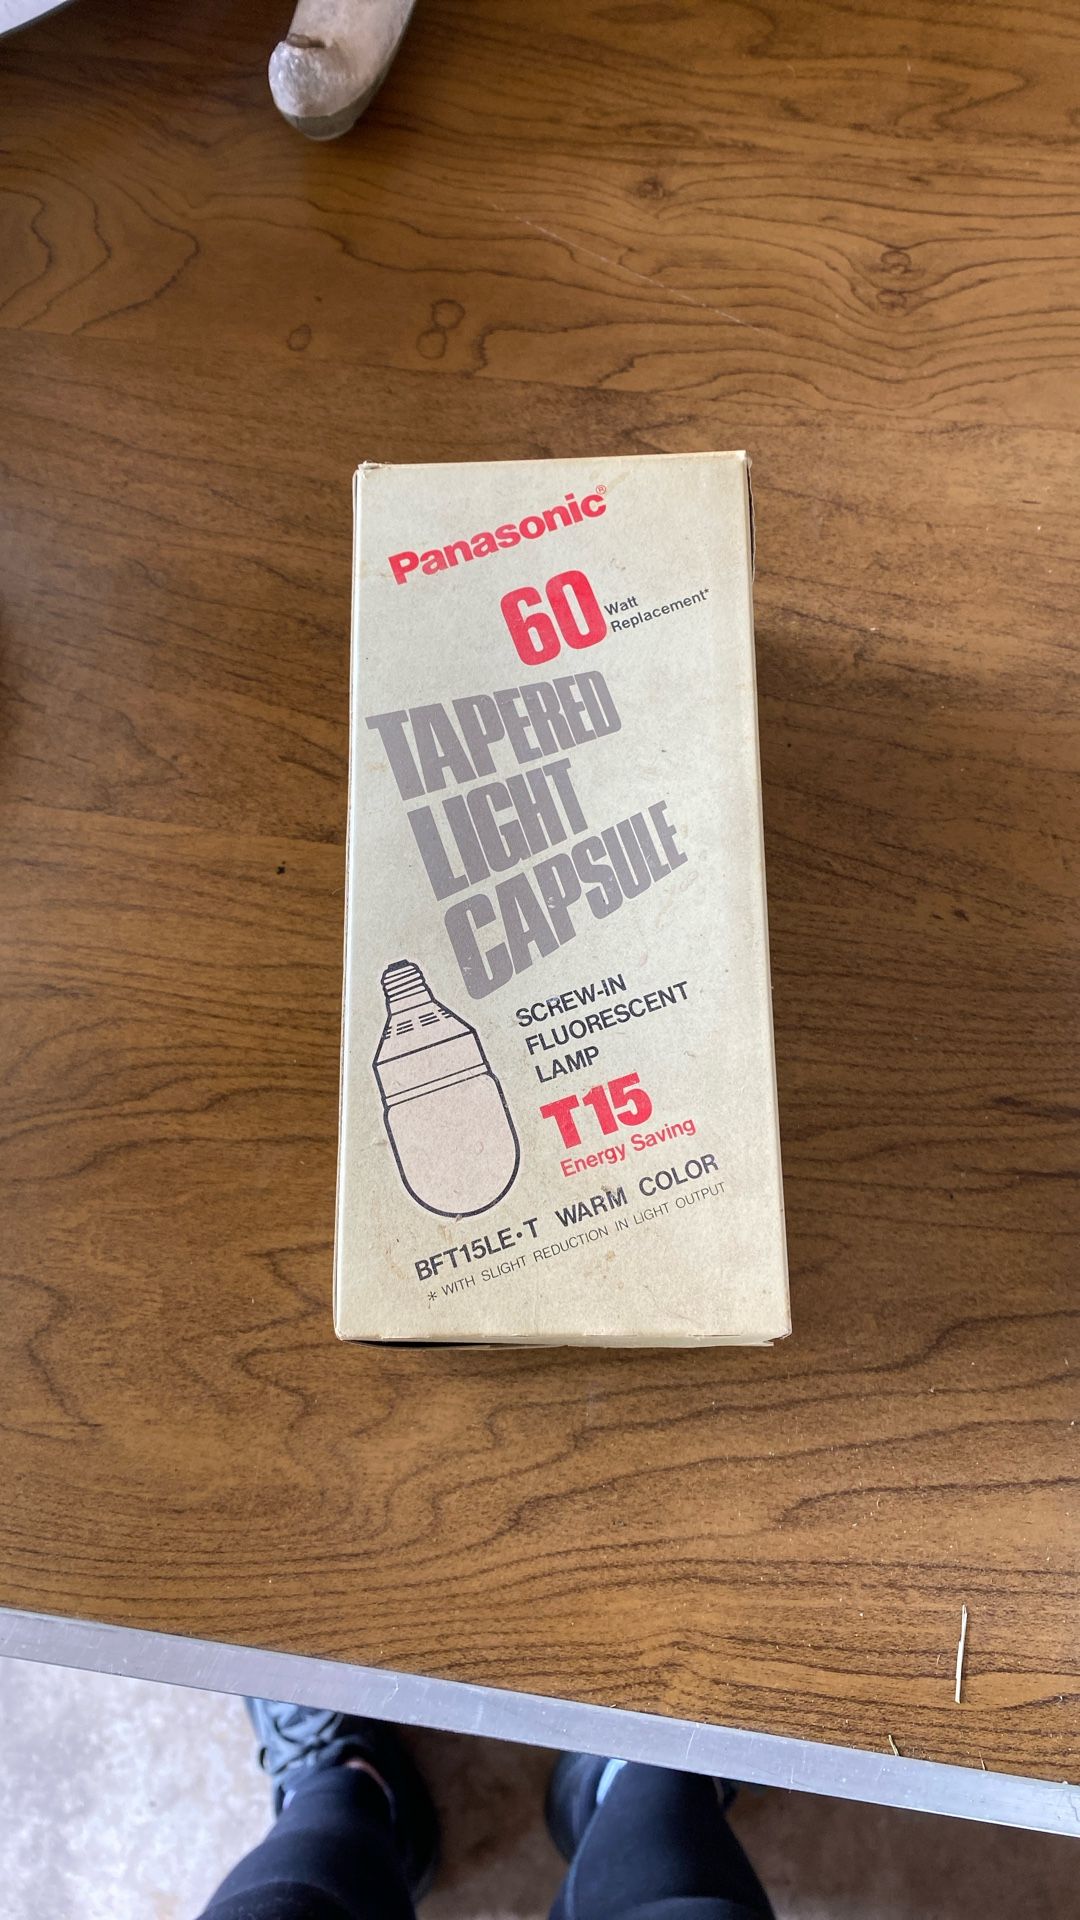 Panasonic®
60 Watt
Replacement*
TAPERED
LIGHT
CAPSULE
SCREW-IN
FLUORESCENT
LAMP
T15
Energy Saving
BFT15LE•T WARM COLOR
* WITH SLIGHT REDUCTION IN LIGHT OUTPUT